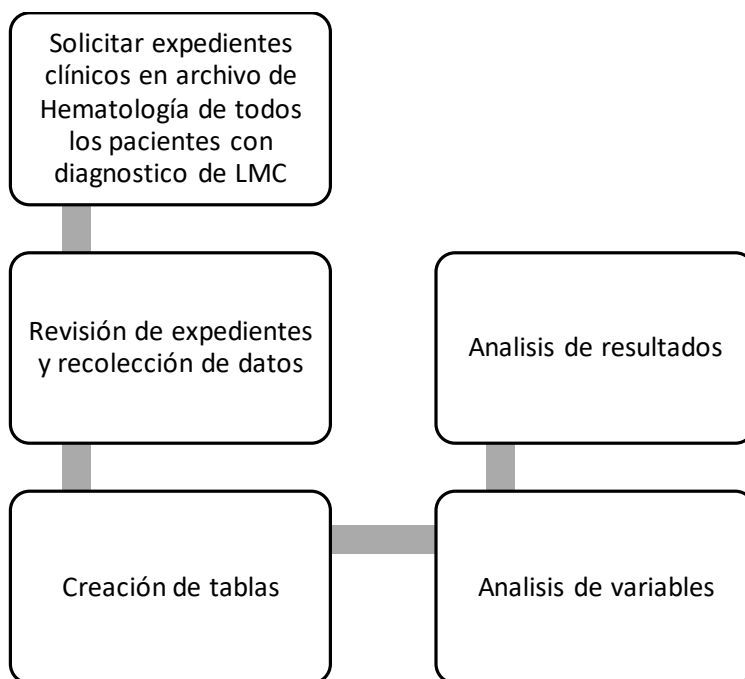 Solicitar expedientes
clínicos en archivo de
Hematología de todos
los pacientes con
diagnostico de LMC
Revisión de expedientes
y recolección de datos
Creación de tablas
Analisis de variables
Analisis de resultados